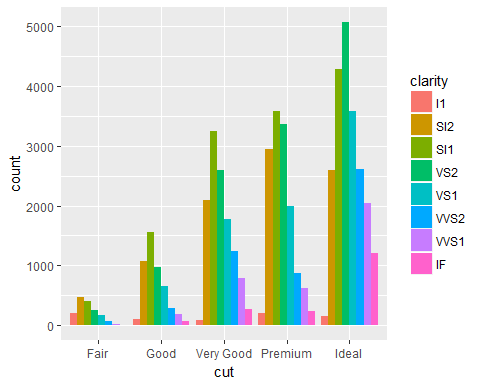 5000
4000
3000
2000
1000
0
count
Fair
Good
Very Good
Premium
Ideal
cut
clarity
I1
SI2
SI1
VS2
VS1
VVS2
VVS1
IF